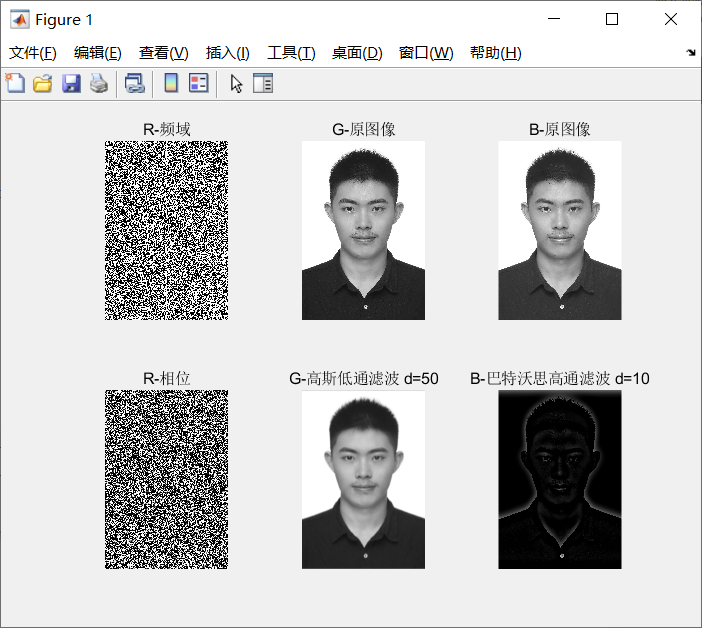 Figure 1
文件(F) 编辑(E) 查看(V) 插入(I) 工具(T) 桌面(D) 窗口(W) 帮助(H)
R-频域 G-原图像 B-原图像
R-相位 G-高斯低通滤波 d=50 B-巴特沃思高通滤波 d=10